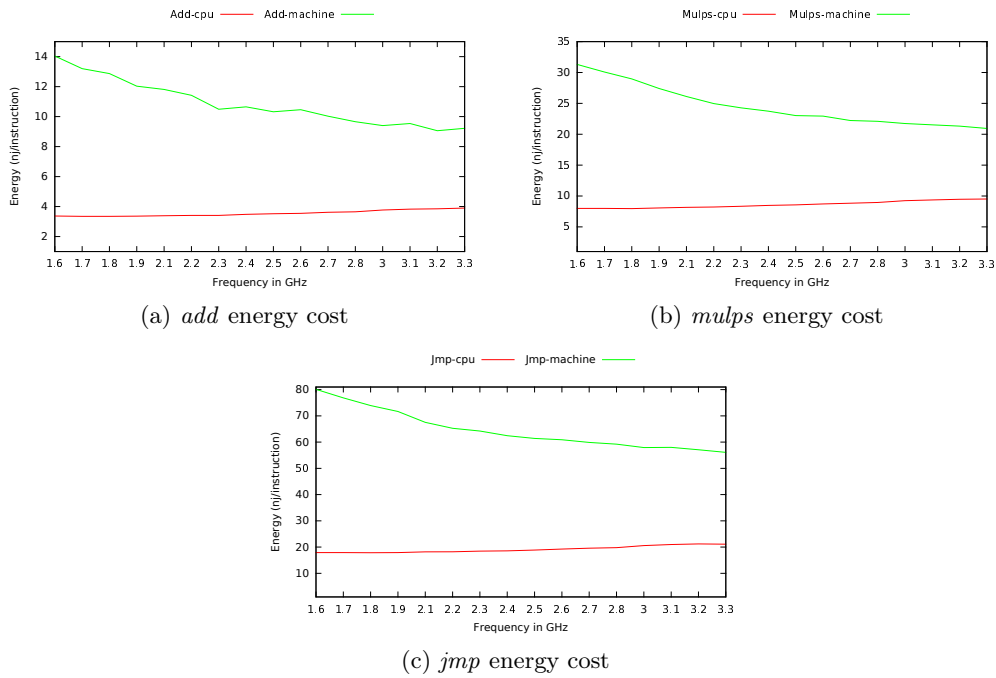 Add-cpu Add-machine
14
12
10
8
6
4
2
Energy (nj/instruction)
1.6 1.7 1.8 1.9 2.1 2.2 2.3 2.4 2.5 2.6 2.7 2.8 3 3.1 3.2 3.3
Frequency in GHz
(a) add energy cost
Mulps-cpu Mulps-machine
35
30
25
20
15
10
5
Energy (nj/instruction)
1.6 1.7 1.8 1.9 2.1 2.2 2.3 2.4 2.5 2.6 2.7 2.8 3 3.1 3.2 3.3
Frequency in GHz
(b) mulps energy cost
Jmp-cpu Jmp-machine
80
70
60
50
40
30
20
10
Energy (nj/instruction)
1.6 1.7 1.8 1.9 2.1 2.2 2.3 2.4 2.5 2.6 2.7 2.8 3 3.1 3.2 3.3
Frequency in GHz
(c) jmp energy cost